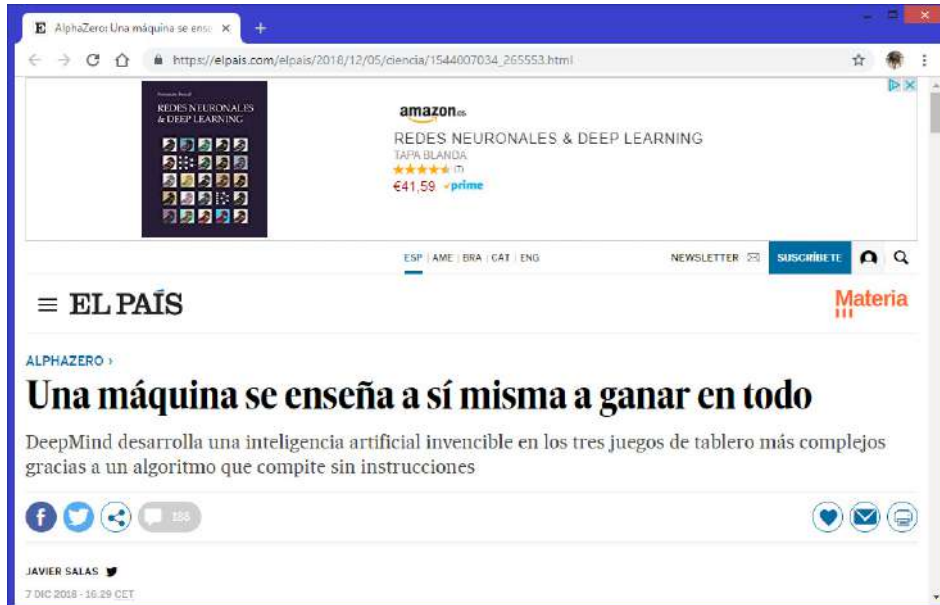 E AlphaZero: Una máquina se ense
https://elpais.com/elpais/2018/12/05/ciencia/1544007034_265553.html
REDES NEURONALES
& DEEP LEARNING
amazon.es
REDES NEURONALES & DEEP LEARNING
TAPA BLANDA
(7)
€41,59 prime
ESP | AME | BRA | CAT | ENG
NEWSLETTER
SUSCRÍBETE
EL PAÍS
Materia
ALPHAZERO ›
Una máquina se enseña a sí misma a ganar en todo
DeepMind desarrolla una inteligencia artificial invencible en los tres juegos de tablero más complejos
gracias a un algoritmo que compite sin instrucciones
188
JAVIER SALAS
7 DIC 2018 - 16:29 CET